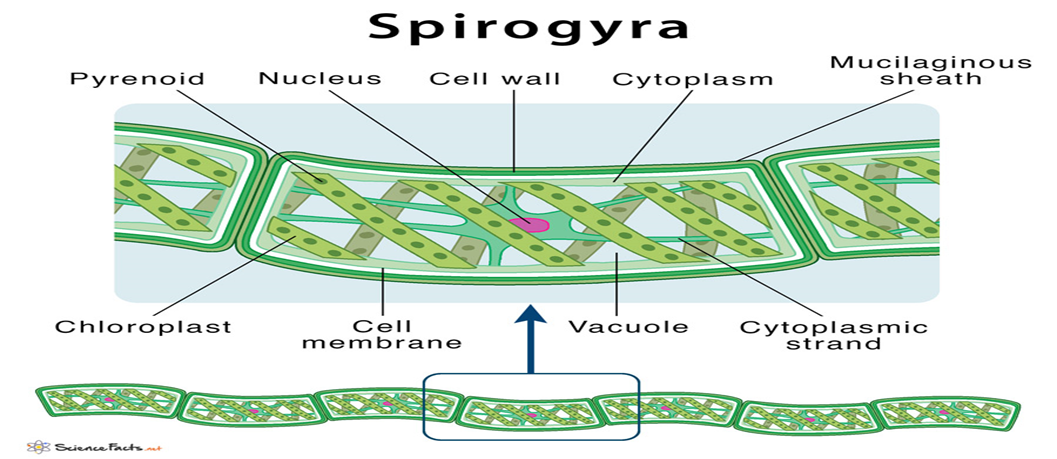 Spirogyra
Pyrenoid
Nucleus
Cell wall
Cytoplasm
Mucilaginous
sheath
Chloroplast
Cell
membrane
Vacuole
Cytoplasmic
strand
ScienceFacts.net